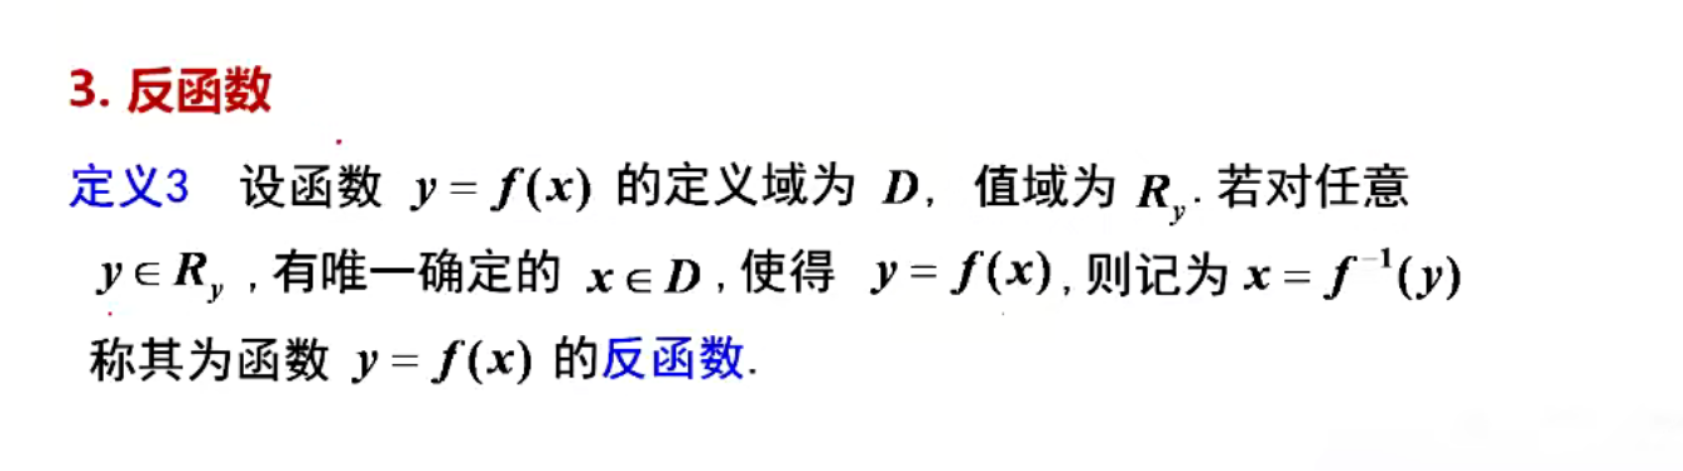 3. 反函数
定义3 设函数 y = f(x) 的定义域为 D, 值域为 R_y. 若对任意
y ∈ R_y , 有唯一确定的 x ∈ D , 使得 y = f(x) , 则记为 x = f⁻¹(y)
称其为函数 y = f(x) 的反函数.